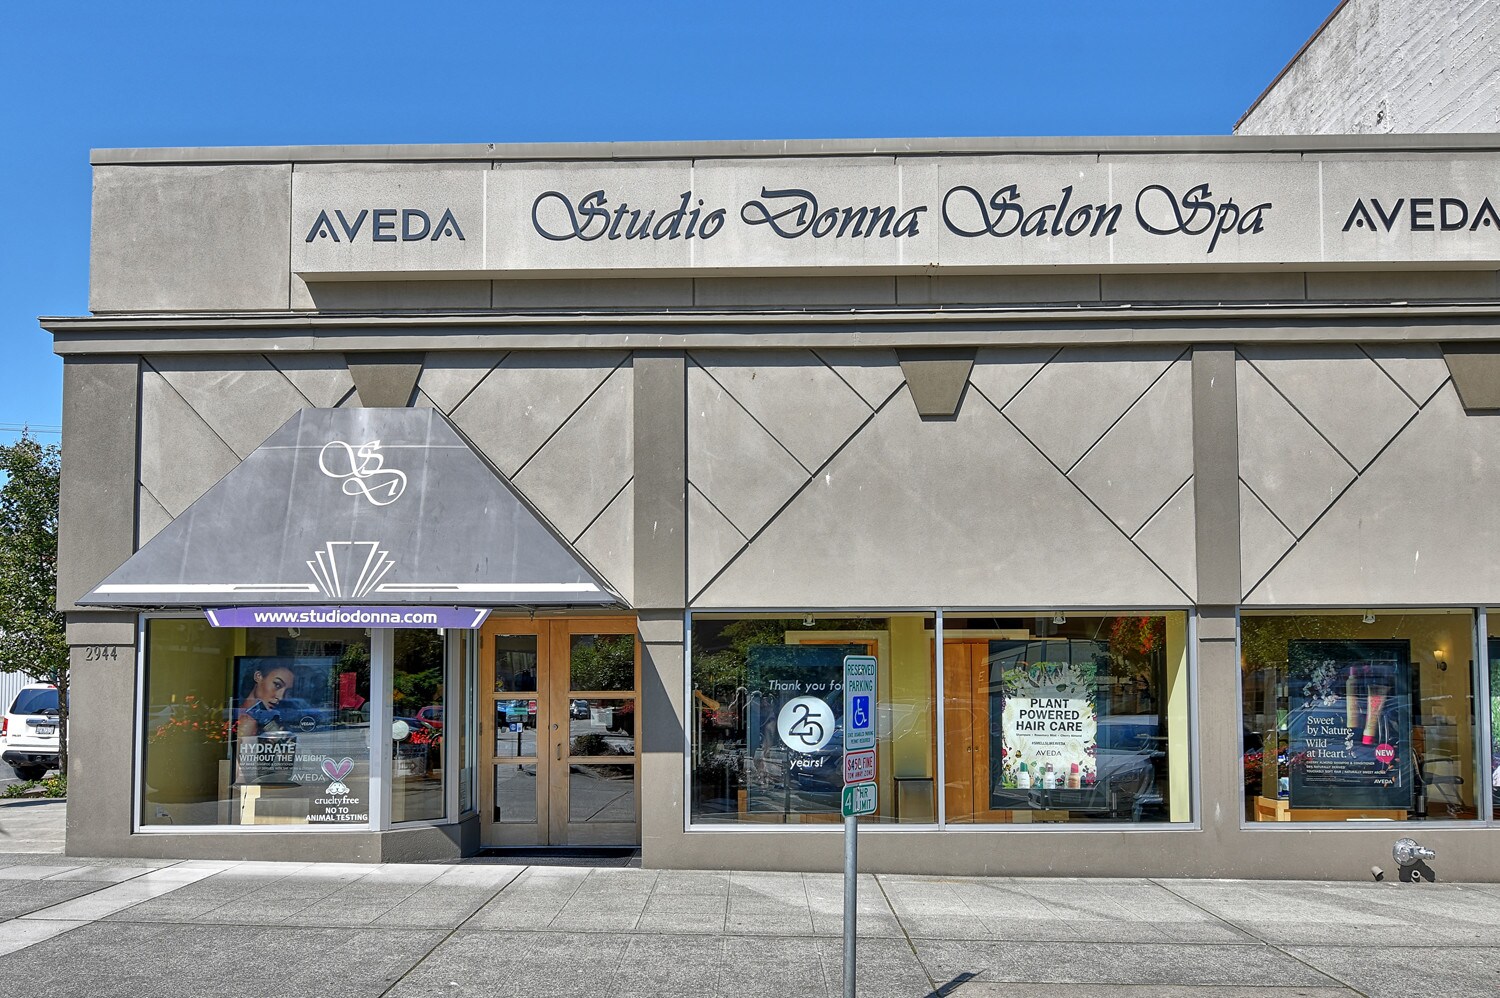 AVEDA
Studio Donna Salon Spa
AVEDA
SD
www.studiodonna.com
2944
HYDRATE
WITHOUT THE WEIGHT
AVEDA
crueltyfree
NO TO
ANIMAL TESTING
Thank you for
25
years!
RESERVED
PARKING
$450 FINE
4 HR
LIMIT
PLANT
POWERED
HAIR CARE
AVEDA
Sweet
by Nature.
Wild
at Heart.
NEW
AVEDA